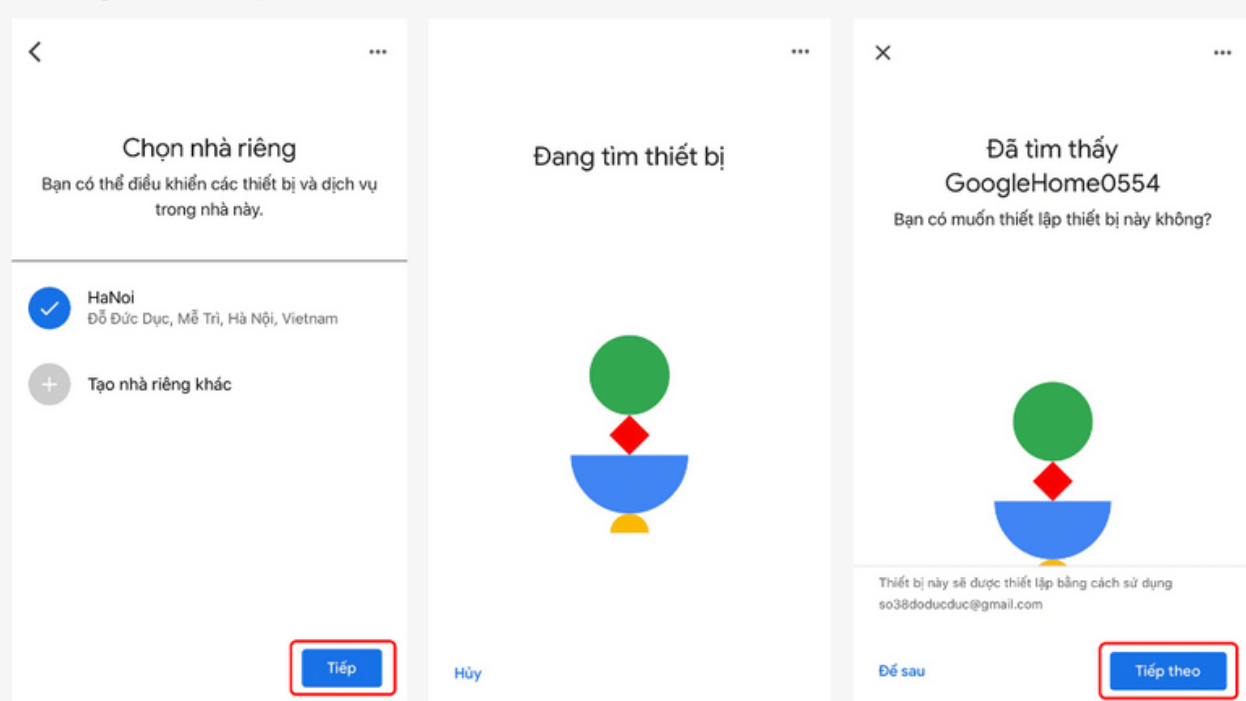 Chọn nhà riêng
Bạn có thể điều khiển các thiết bị và dịch vụ
trong nhà này.
HaNoi
Đỗ Đức Dục, Mễ Trì, Hà Nội, Vietnam
Tạo nhà riêng khác
Tiếp
Đang tìm thiết bị
Hủy
Đã tìm thấy
GoogleHome0554
Bạn có muốn thiết lập thiết bị này không?
Thiết bị này sẽ được thiết lập bằng cách sử dụng
so38doducduc@gmail.com
Để sau
Tiếp theo